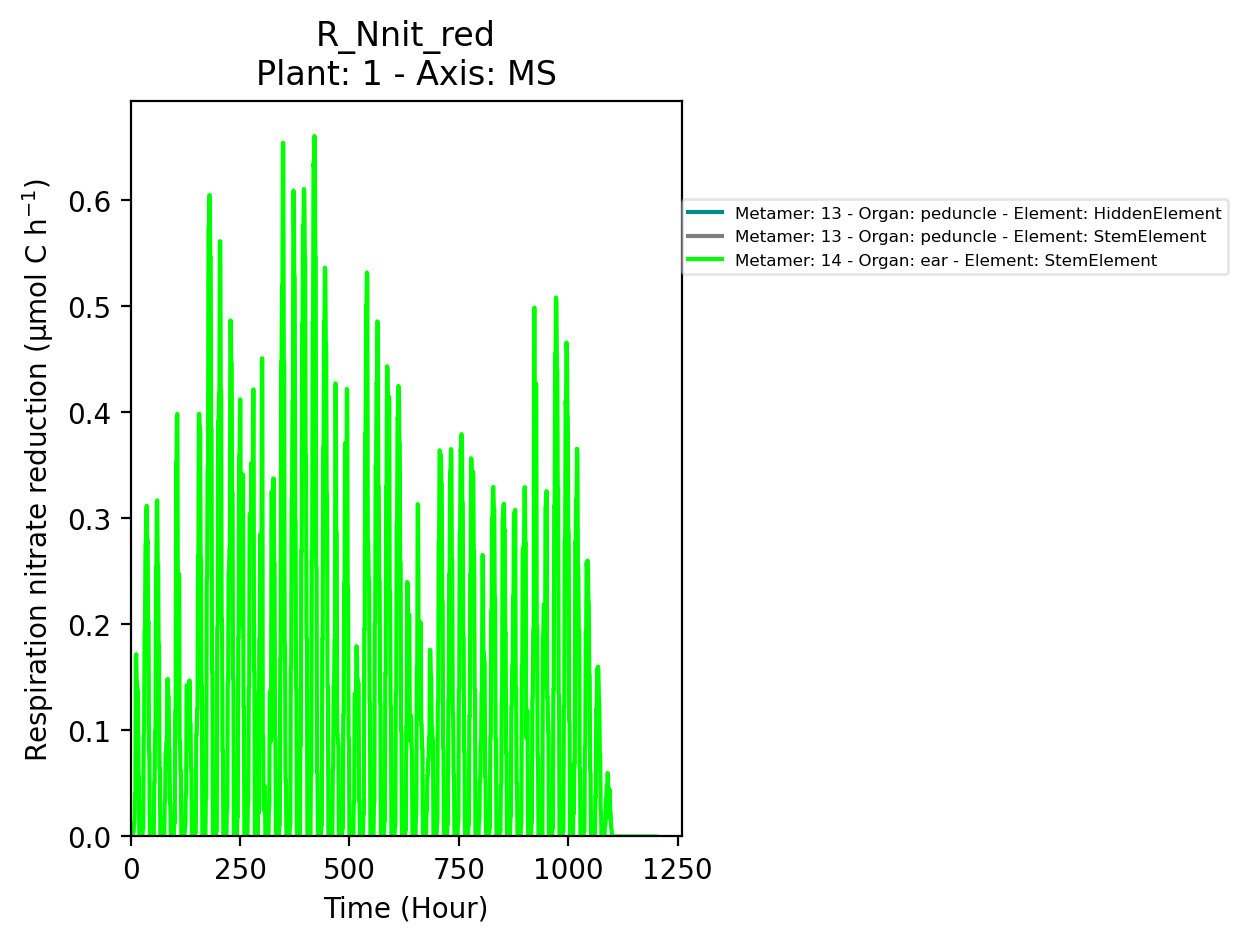 R_Nnit_red
Plant: 1 - Axis: MS
Respiration nitrate reduction (µmol C h⁻¹)
0.6
0.5
0.4
0.3
0.2
0.1
0.0
0 250 500 750 1000 1250
Time (Hour)
Metamer: 13 - Organ: peduncle - Element: HiddenElement
Metamer: 13 - Organ: peduncle - Element: StemElement
Metamer: 14 - Organ: ear - Element: StemElement